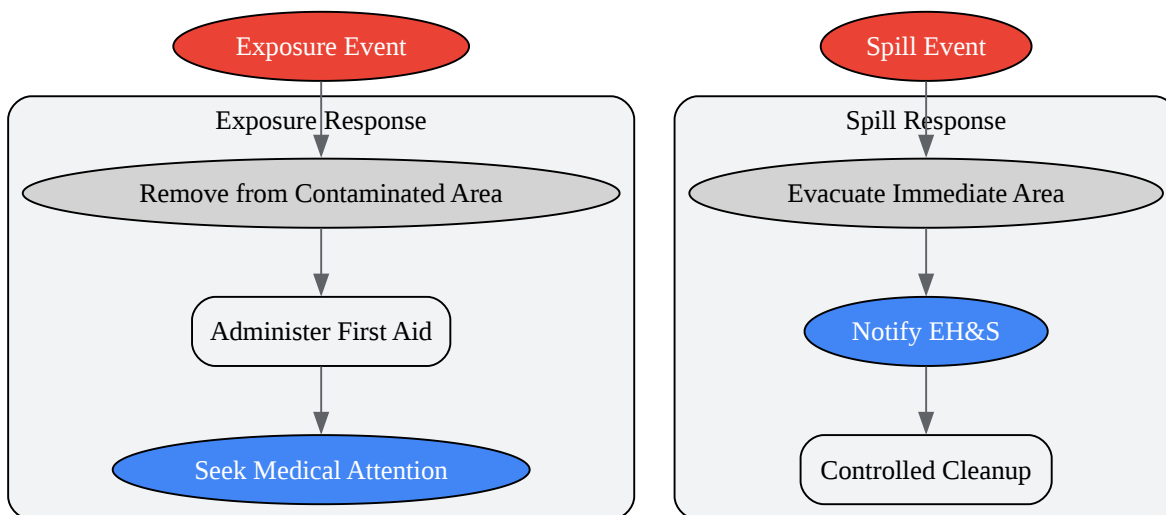 Exposure Event
Exposure Response
Remove from Contaminated Area
Administer First Aid
Seek Medical Attention
Spill Event
Spill Response
Evacuate Immediate Area
Notify EH&S
Controlled Cleanup